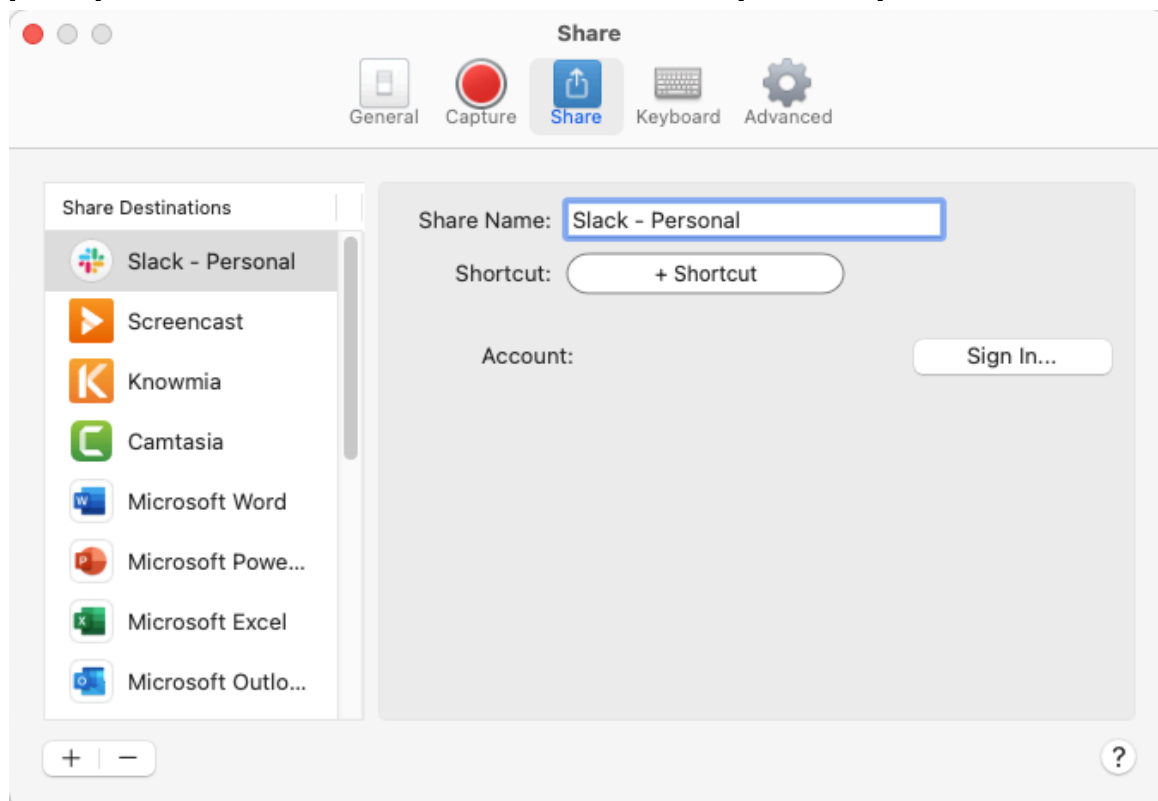 Share
General Capture Share Keyboard Advanced
Share Destinations
Slack - Personal
Screencast
Knowmia
Camtasia
Microsoft Word
Microsoft Powe...
Microsoft Excel
Microsoft Outlo...
Share Name: Slack - Personal
Shortcut: + Shortcut
Account: Sign In...
+ −
?